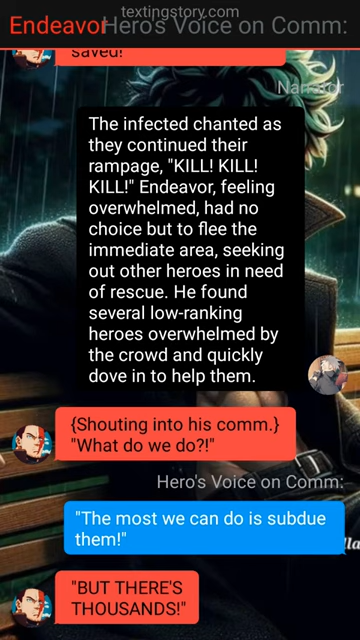 textingstory.com
Endeavor
Hero's Voice on Comm:
saved!"
Narrator
The infected chanted as
they continued their
rampage, "KILL! KILL!
KILL!" Endeavor, feeling
overwhelmed, had no
choice but to flee the
immediate area, seeking
out other heroes in need
of rescue. He found
several low-ranking
heroes overwhelmed by
the crowd and quickly
dove in to help them.
{Shouting into his comm.}
"What do we do?!"
Hero's Voice on Comm:
"The most we can do is subdue
them!"
"BUT THERE'S
THOUSANDS!"